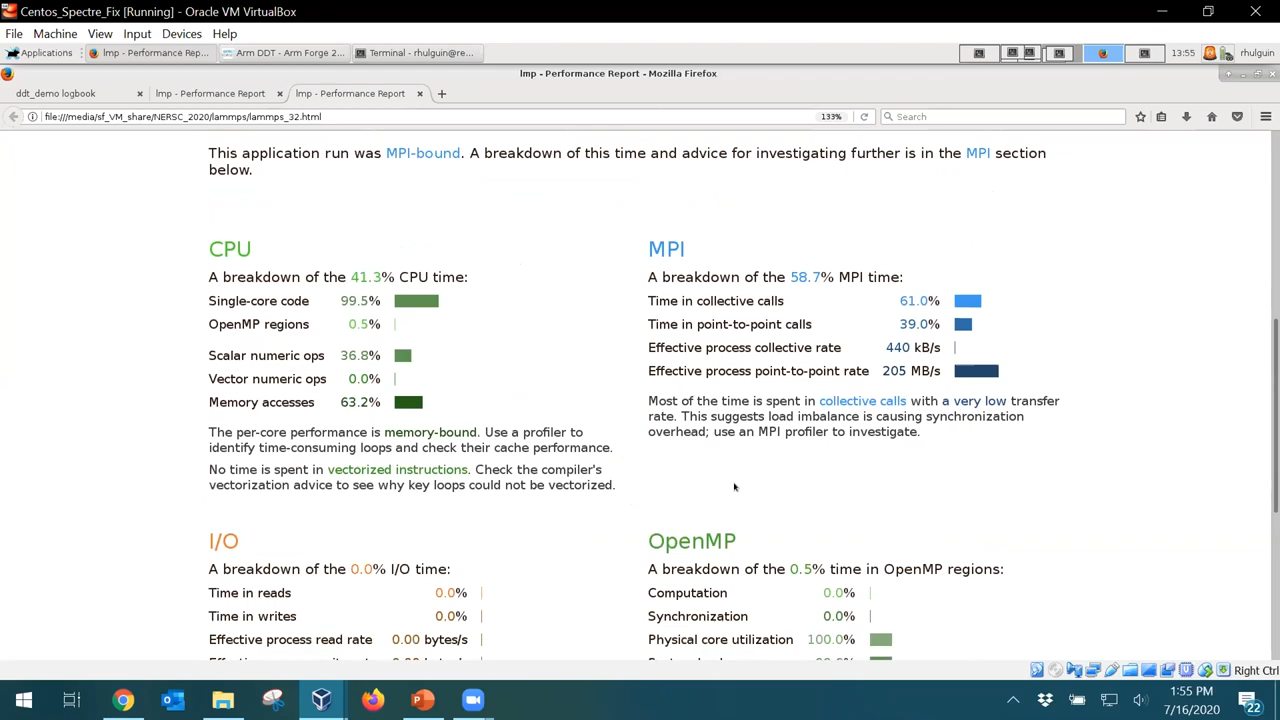 Centos_Spectre_Fix [Running] - Oracle VM VirtualBox
File Machine View Input Devices Help
Applications lmp - Performance Rep... Arm DDT - Arm Forge 2... Terminal - rhulguin@re... 13:55 rhulguin
lmp - Performance Report - Mozilla Firefox
ddt_demo logbook lmp - Performance Report lmp - Performance Report
file:///media/sf_VM_share/NERSC_2020/lammps/lammps_32.html 133% Search
This application run was MPI-bound. A breakdown of this time and advice for investigating further is in the MPI section
below.
CPU
A breakdown of the 41.3% CPU time:
Single-core code 99.5%
OpenMP regions 0.5%
Scalar numeric ops 36.8%
Vector numeric ops 0.0%
Memory accesses 63.2%
The per-core performance is memory-bound. Use a profiler to
identify time-consuming loops and check their cache performance.
No time is spent in vectorized instructions. Check the compiler's
vectorization advice to see why key loops could not be vectorized.
MPI
A breakdown of the 58.7% MPI time:
Time in collective calls 61.0%
Time in point-to-point calls 39.0%
Effective process collective rate 440 kB/s
Effective process point-to-point rate 205 MB/s
Most of the time is spent in collective calls with a very low transfer
rate. This suggests load imbalance is causing synchronization
overhead; use an MPI profiler to investigate.
I/O
A breakdown of the 0.0% I/O time:
Time in reads 0.0%
Time in writes 0.0%
Effective process read rate 0.00 bytes/s
OpenMP
A breakdown of the 0.5% time in OpenMP regions:
Computation 0.0%
Synchronization 0.0%
Physical core utilization 100.0%
Right Ctrl
1:55 PM
7/16/2020
22